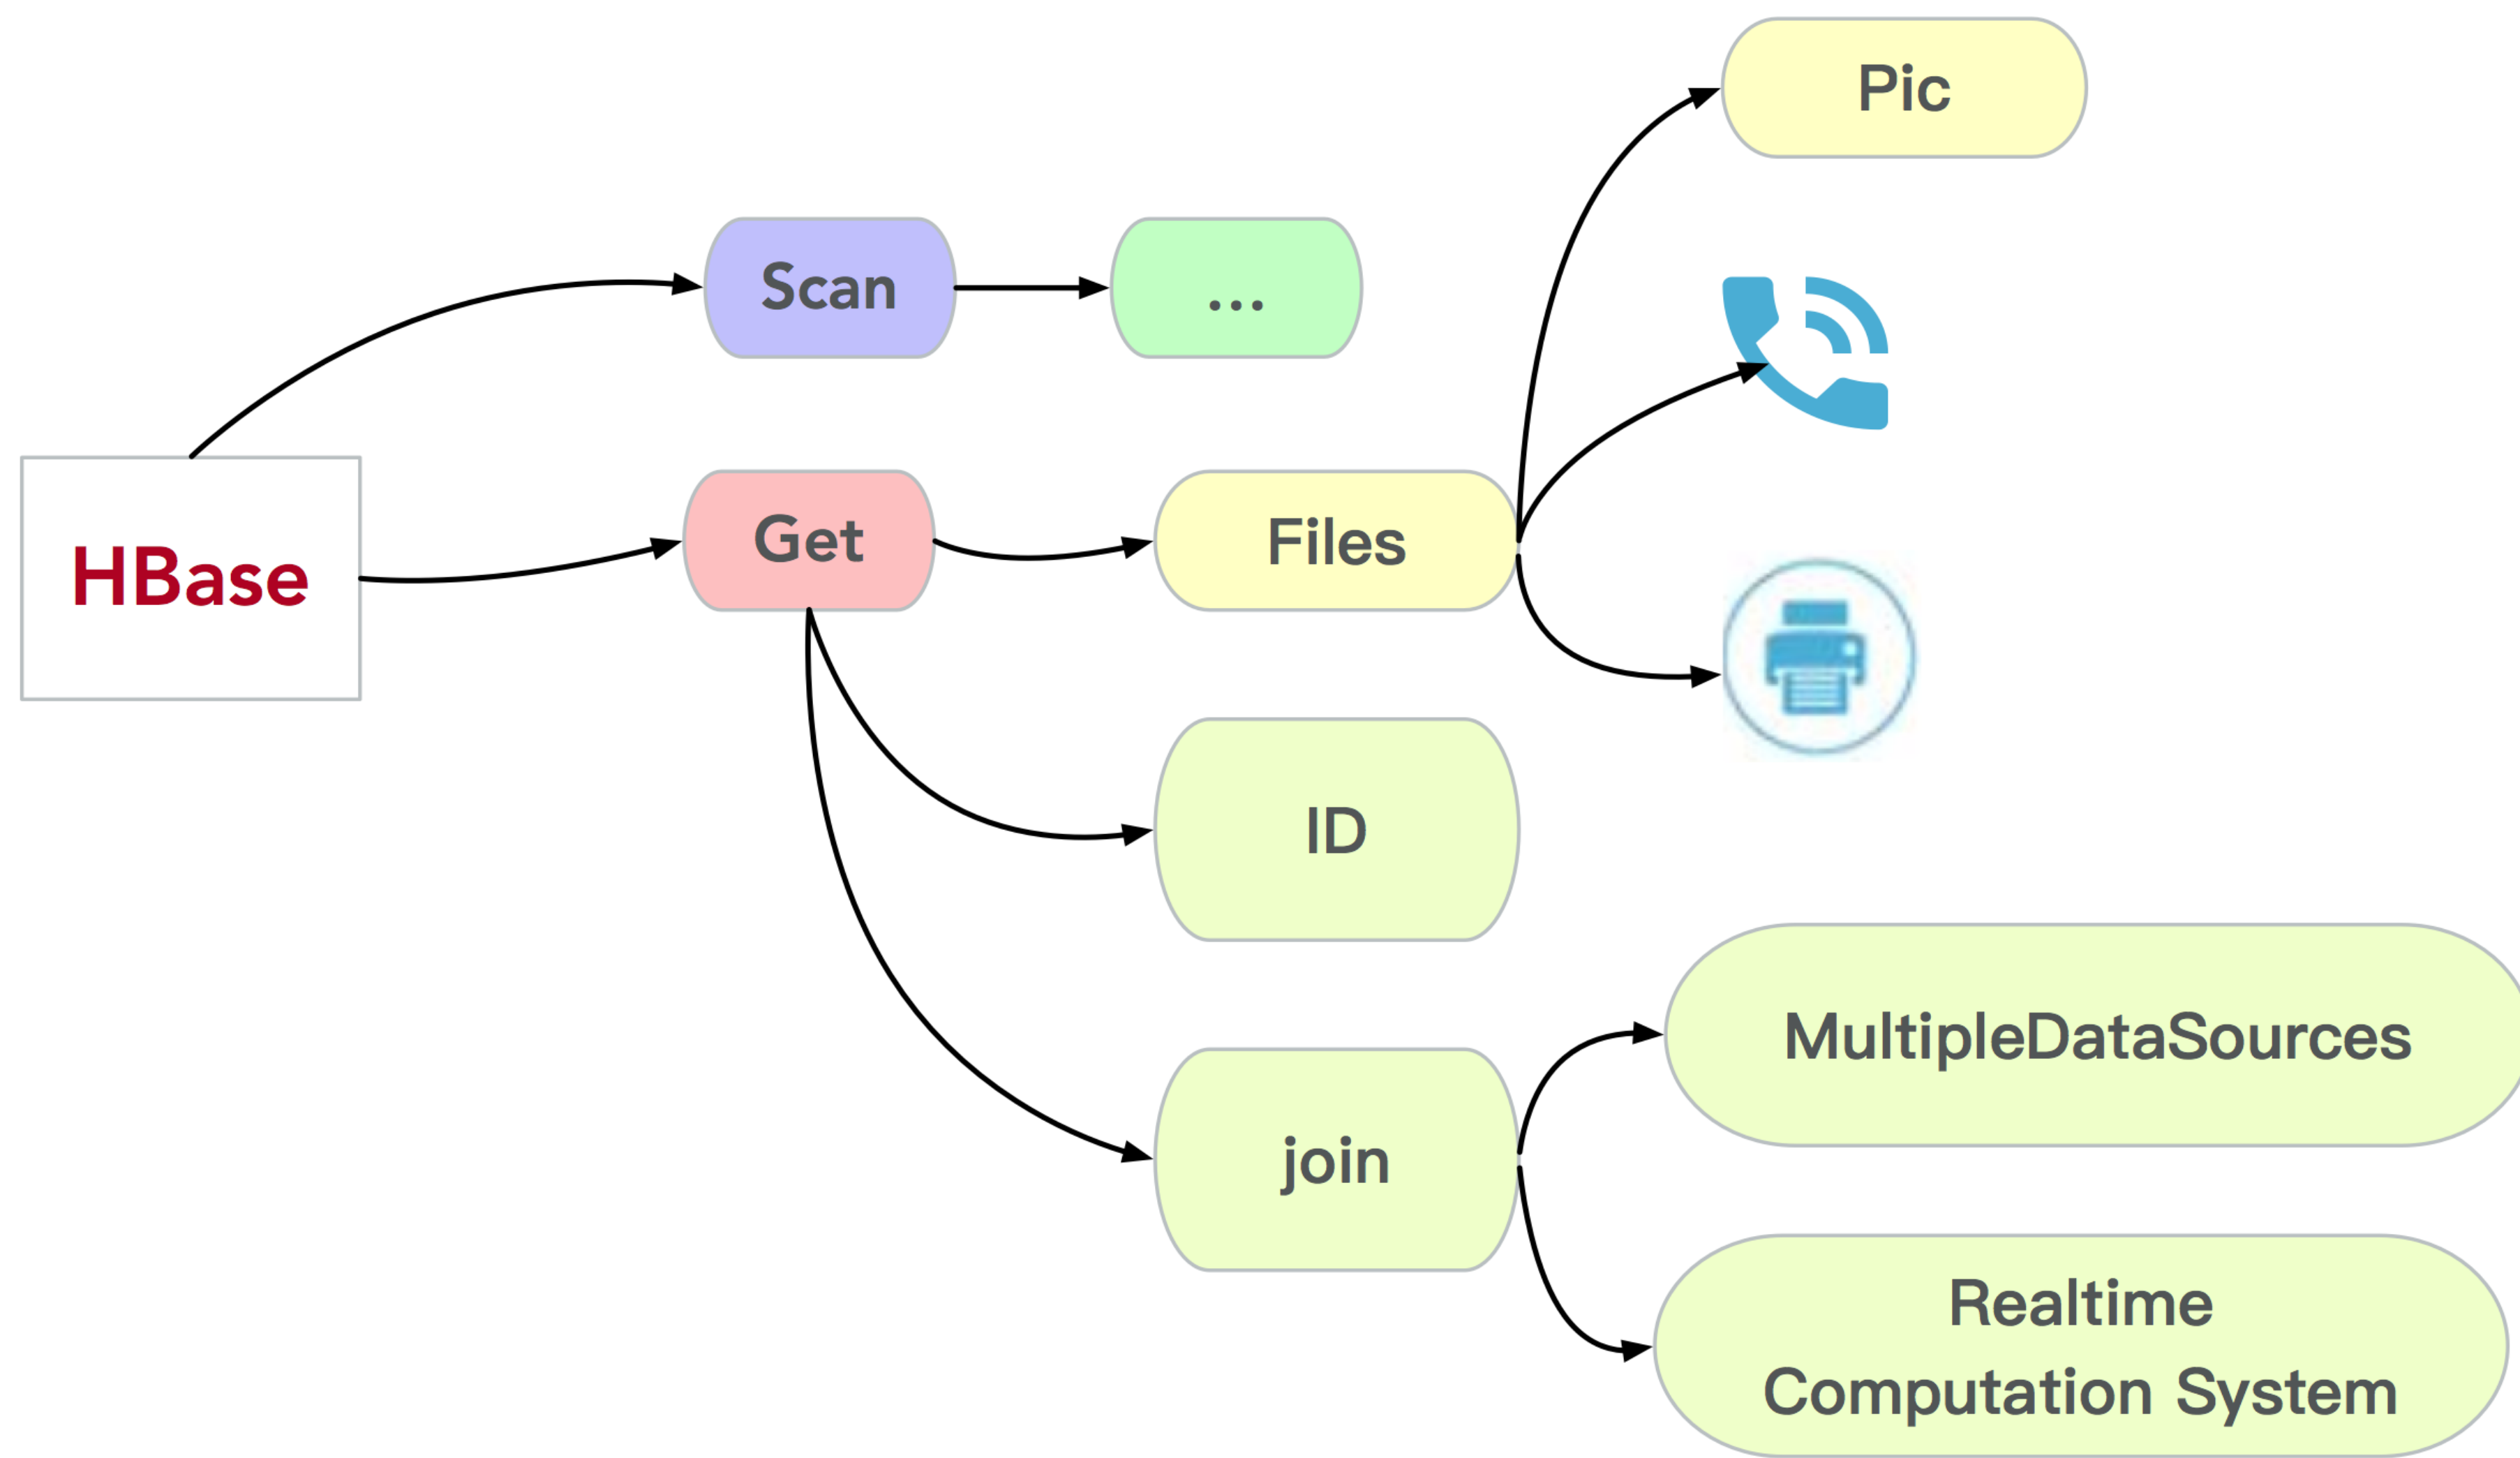 Pic
Scan
...
HBase
Get
Files
ID
join
MultipleDataSources
Realtime
Computation System